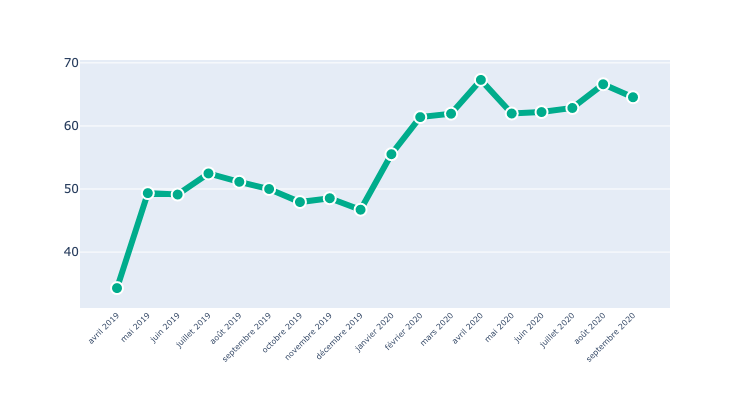 70
60
50
40
avril 2019
mai 2019
juin 2019
juillet 2019
août 2019
septembre 2019
octobre 2019
novembre 2019
décembre 2019
janvier 2020
février 2020
mars 2020
avril 2020
mai 2020
juin 2020
juillet 2020
août 2020
septembre 2020